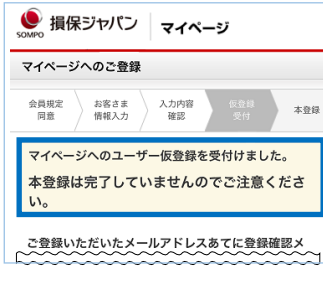 損保ジャパン マイページ
SOMPO
マイページへのご登録
会員規定 お客さま 入力内容 仮登録 本登録
同意 情報入力 確認 受付
マイページへのユーザー仮登録を受付けました。
本登録は完了していませんのでご注意くださ
い。
ご登録いただいたメールアドレスあてに登録確認メ